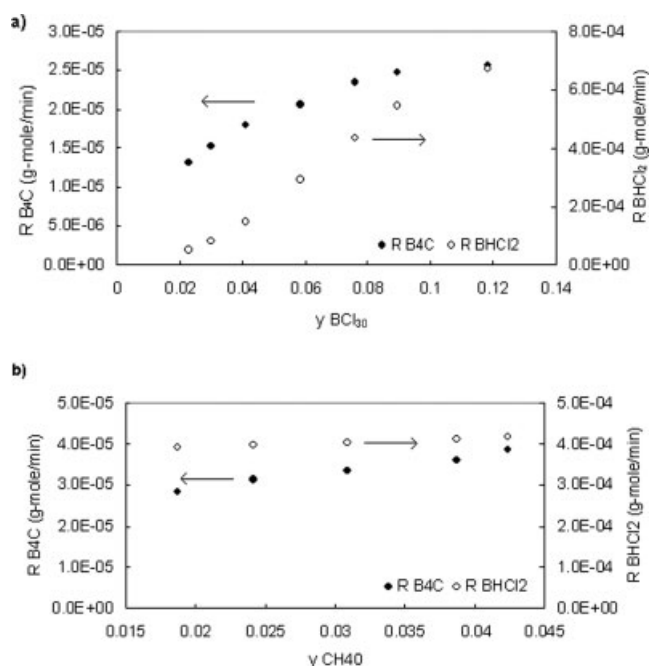 a)
3.0E-05
2.5E-05
2.0E-05
1.5E-05
1.0E-05
5.0E-06
0.0E+00
R B4C (g-mole/min)
8.0E-04
6.0E-04
4.0E-04
2.0E-04
0.0E+00
R BHCl₂ (g-mole/min)
R B4C
R BHCl2
0
0.02
0.04
0.06
0.08
0.1
0.12
0.14
y BCl₃₀
b)
5.0E-05
4.0E-05
3.0E-05
2.0E-05
1.0E-05
0.0E+00
R B4C (g-mole/min)
5.0E-04
4.0E-04
3.0E-04
2.0E-04
1.0E-04
0.0E+00
R BHCl2 (g-mole/min)
R B4C
R BHCl2
0.015
0.02
0.025
0.03
0.035
0.04
0.045
y CH40